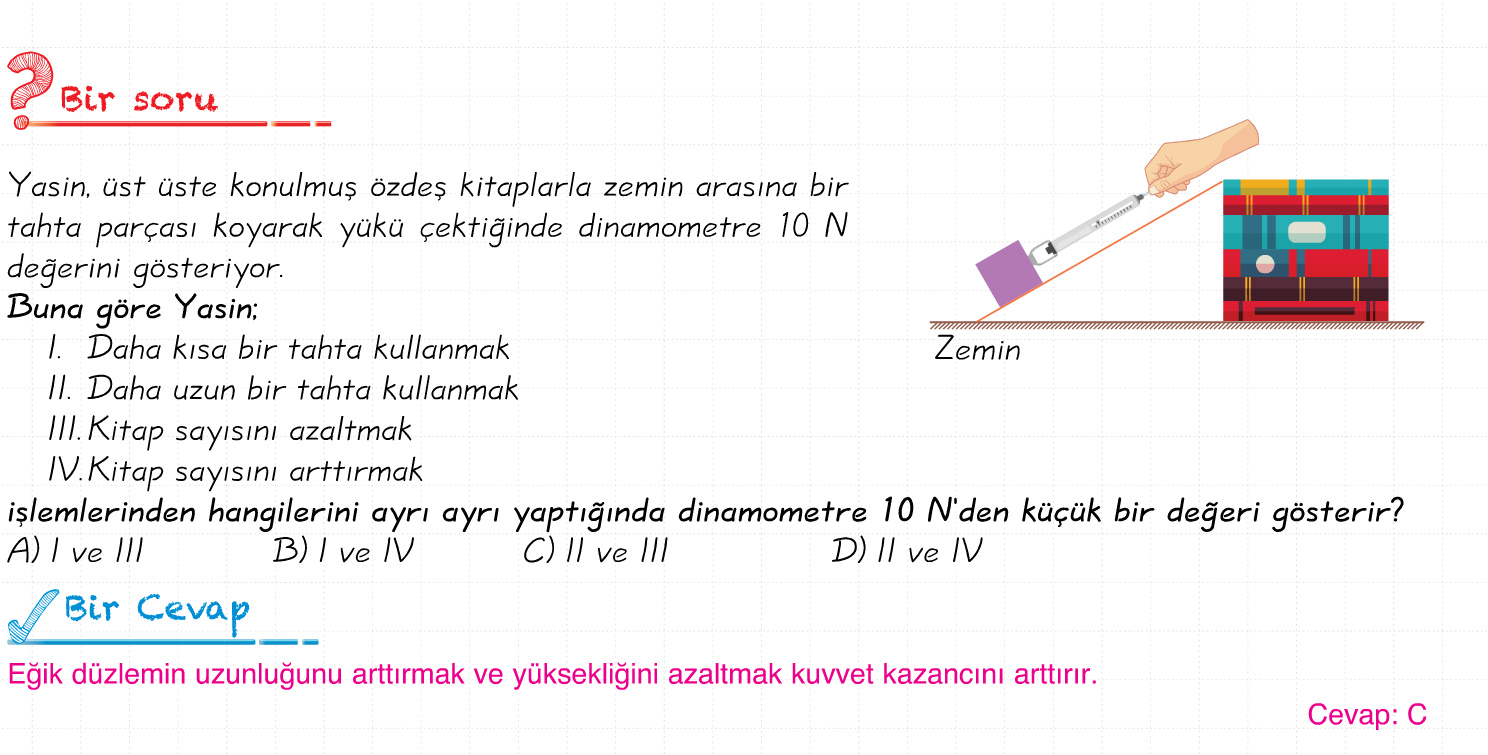 Bir soru
Yasin, üst üste konulmuş özdeş kitaplarla zemin arasına bir
tahta parçası koyarak yükü çektiğinde dinamometre 10 N
değerini gösteriyor.
Buna göre Yasin;
I. Daha kısa bir tahta kullanmak
II. Daha uzun bir tahta kullanmak
III. Kitap sayısını azaltmak
IV. Kitap sayısını arttırmak
işlemlerinden hangilerini ayrı ayrı yaptığında dinamometre 10 N'den küçük bir değeri gösterir?
A) I ve III B) I ve IV C) II ve III D) II ve IV
Zemin
Bir Cevap
Eğik düzlemin uzunluğunu arttırmak ve yüksekliğini azaltmak kuvvet kazancını arttırır.
Cevap: C